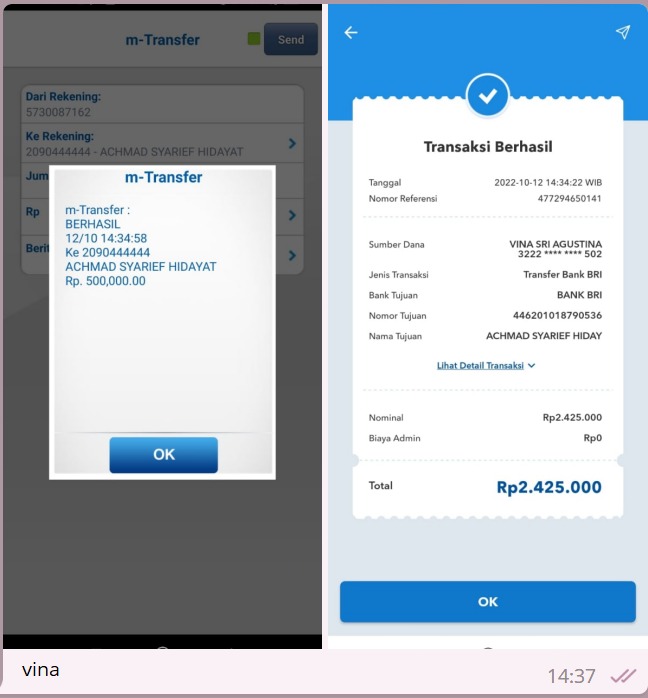 m-Transfer
Send
Dari Rekening:
5730087162
Ke Rekening:
2090444444 - ACHMAD SYARIEF HIDAYAT
Jum
Rp
Berit
m-Transfer
m-Transfer :
BERHASIL
12/10 14:34:58
Ke 2090444444
ACHMAD SYARIEF HIDAYAT
Rp. 500,000.00
OK
Transaksi Berhasil
Tanggal 2022-10-12 14:34:22 WIB
Nomor Referensi 477294650141
Sumber Dana VINA SRI AGUSTINA
3222 **** **** 502
Jenis Transaksi Transfer Bank BRI
Bank Tujuan BANK BRI
Nomor Tujuan 446201018790536
Nama Tujuan ACHMAD SYARIEF HIDAY
Lihat Detail Transaksi
Nominal Rp2.425.000
Biaya Admin Rp0
Total Rp2.425.000
OK
vina
14:37